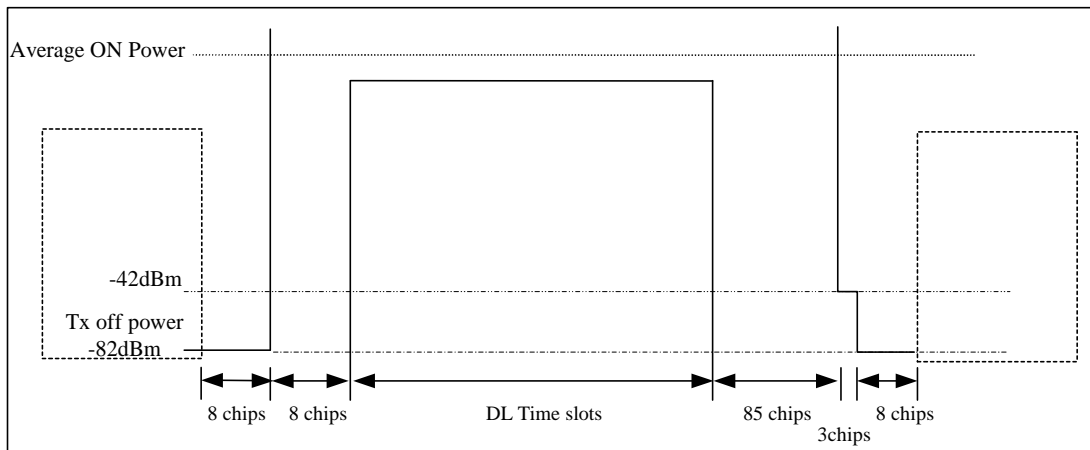 Average ON Power
-42dBm
Tx off power
-82dBm
8 chips
8 chips
DL Time slots
85 chips
3chips
8 chips